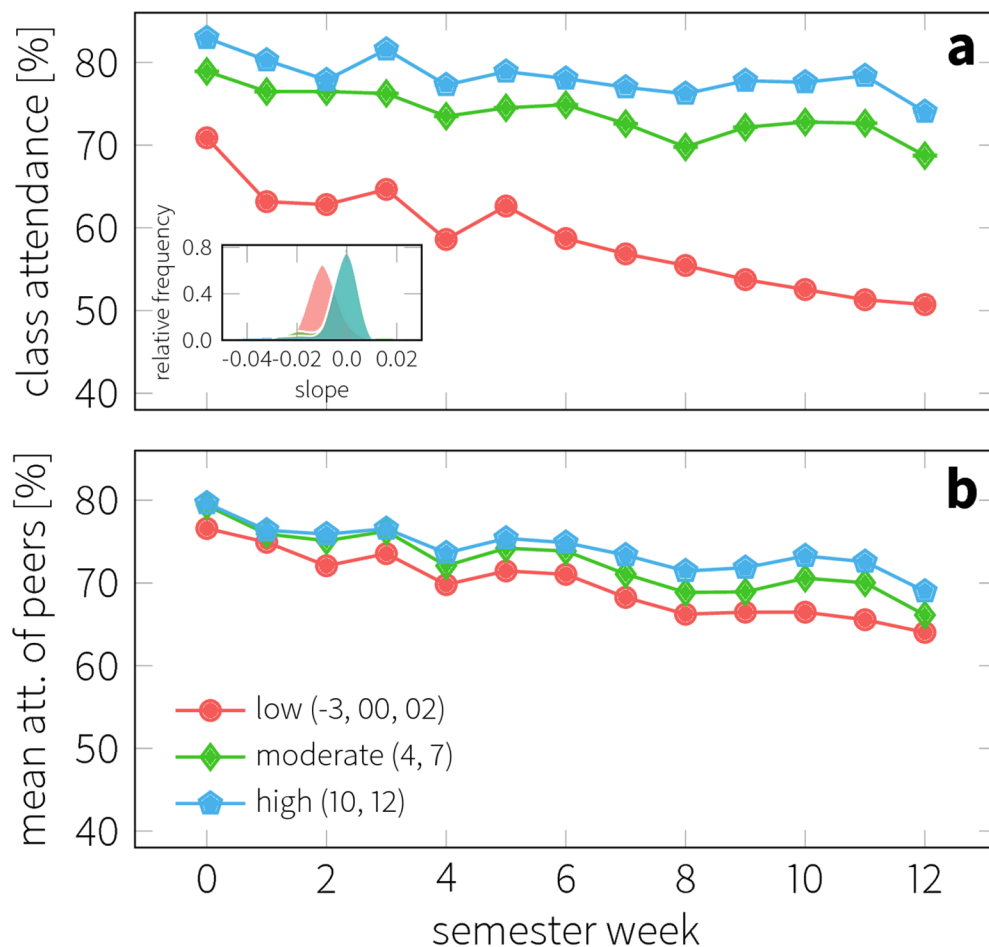 a
class attendance [%]
80
70
60
50
40
relative frequency
0.8
0.4
0.0
-0.04 -0.02 0.0 0.02
slope
b
mean att. of peers [%]
80
70
60
50
40
low (-3, 00, 02)
moderate (4, 7)
high (10, 12)
0 2 4 6 8 10 12
semester week